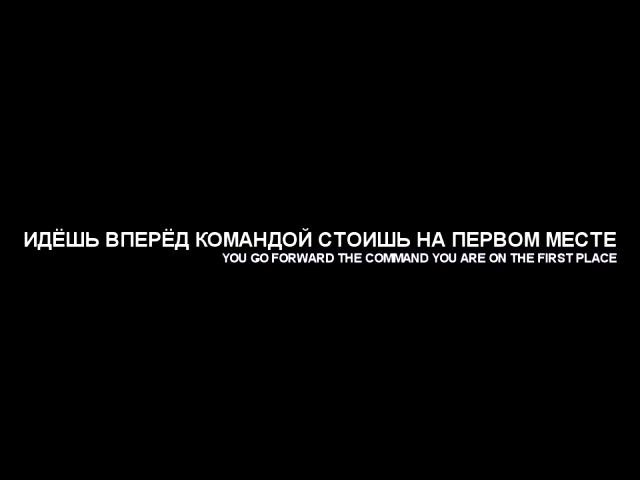 ИДЁШЬ ВПЕРЁД КОМАНДОЙ СТОИШЬ НА ПЕРВОМ МЕСТЕ
YOU GO FORWARD THE COMMAND YOU ARE ON THE FIRST PLACE